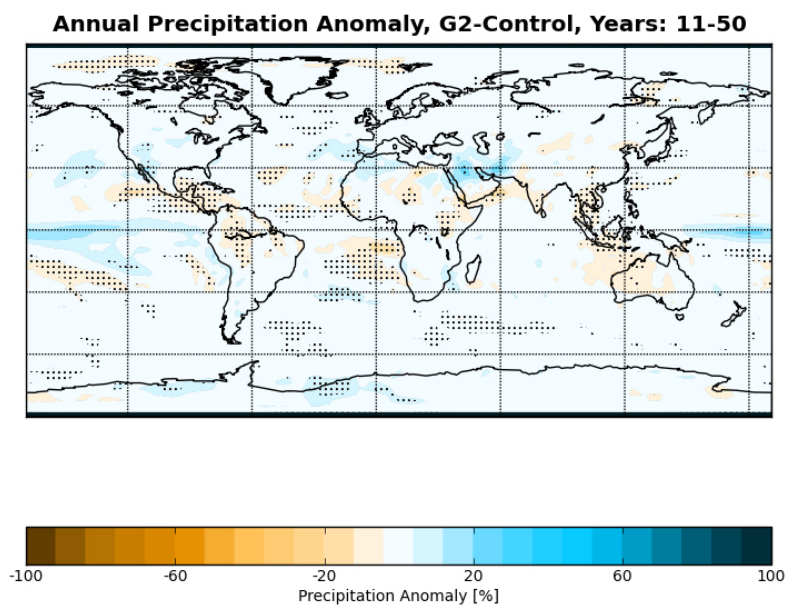 Annual Precipitation Anomaly, G2-Control, Years: 11-50
-100 -60 -20 20 60 100
Precipitation Anomaly [%]